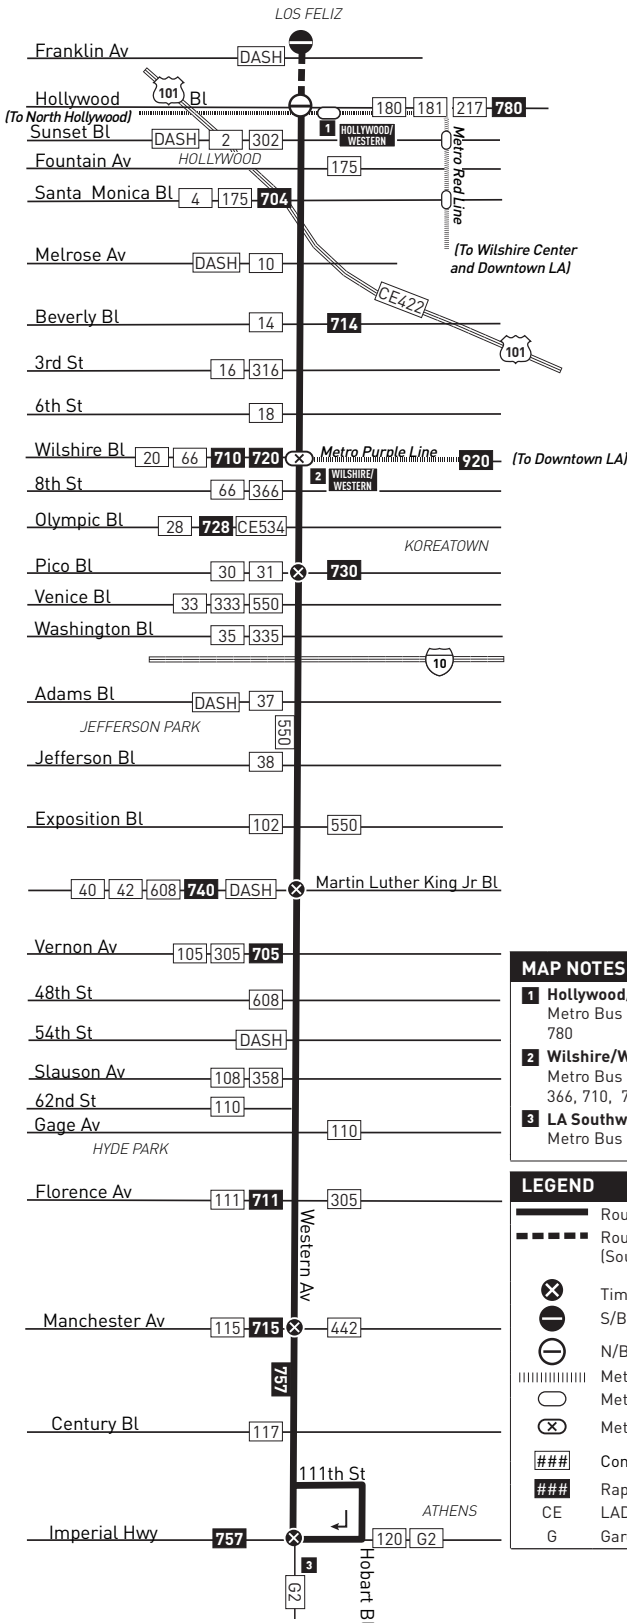 LOS FELIZ
Franklin Av DASH
101
Hollywood Bl 180 181 217 780
(To North Hollywood)
1 HOLLYWOOD/
WESTERN
Sunset Bl DASH 2 302
HOLLYWOOD
Fountain Av 175
Metro Red Line
Santa Monica Bl 4 175 704
(To Wilshire Center
and Downtown LA)
Melrose Av DASH 10
CE422
Beverly Bl 14 714
101
3rd St 16 316
6th St 18
Wilshire Bl 20 66 710 720 Metro Purple Line 920 (To Downtown LA)
2 WILSHIRE/
WESTERN
8th St 66 366
Olympic Bl 28 728 CE534
KOREATOWN
Pico Bl 30 31 730
Venice Bl 33 333 550
Washington Bl 35 335
10
Adams Bl DASH 37
JEFFERSON PARK
550
Jefferson Bl 38
Exposition Bl 102 550
40 42 608 740 DASH Martin Luther King Jr Bl
Vernon Av 105 305 705
48th St 608
54th St DASH
Slauson Av 108 358
62nd St 110
Gage Av 110
HYDE PARK
Florence Av 111 711 305
Western Av
Manchester Av 115 715 442
757
Century Bl 117
111th St
ATHENS
Imperial Hwy 757 120 G2
3
G2
Hobart Bl
MAP NOTES
1 Hollywood/
Metro Bus
780
2 Wilshire/W
Metro Bus
366, 710, 7
3 LA Southw
Metro Bus
LEGEND
Rou
Rou
(Sou
Tim
S/B
N/B
Met
Met
Met
### Con
### Rap
CE LAD
G Gar